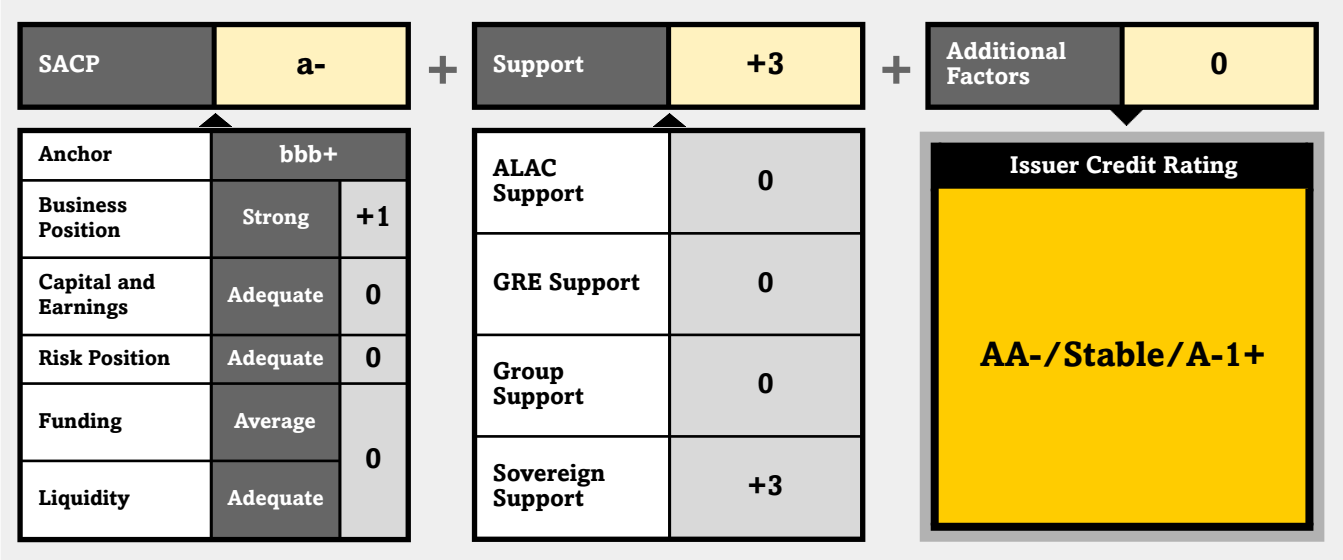 SACP a- + Support +3 + Additional
Factors 0
Anchor bbb+
Business
Position Strong +1
Capital and
Earnings Adequate 0
Risk Position Adequate 0
Funding Average
0
Liquidity Adequate
ALAC
Support 0
GRE Support 0
Group
Support 0
Sovereign
Support +3
Issuer Credit Rating
AA-/Stable/A-1+